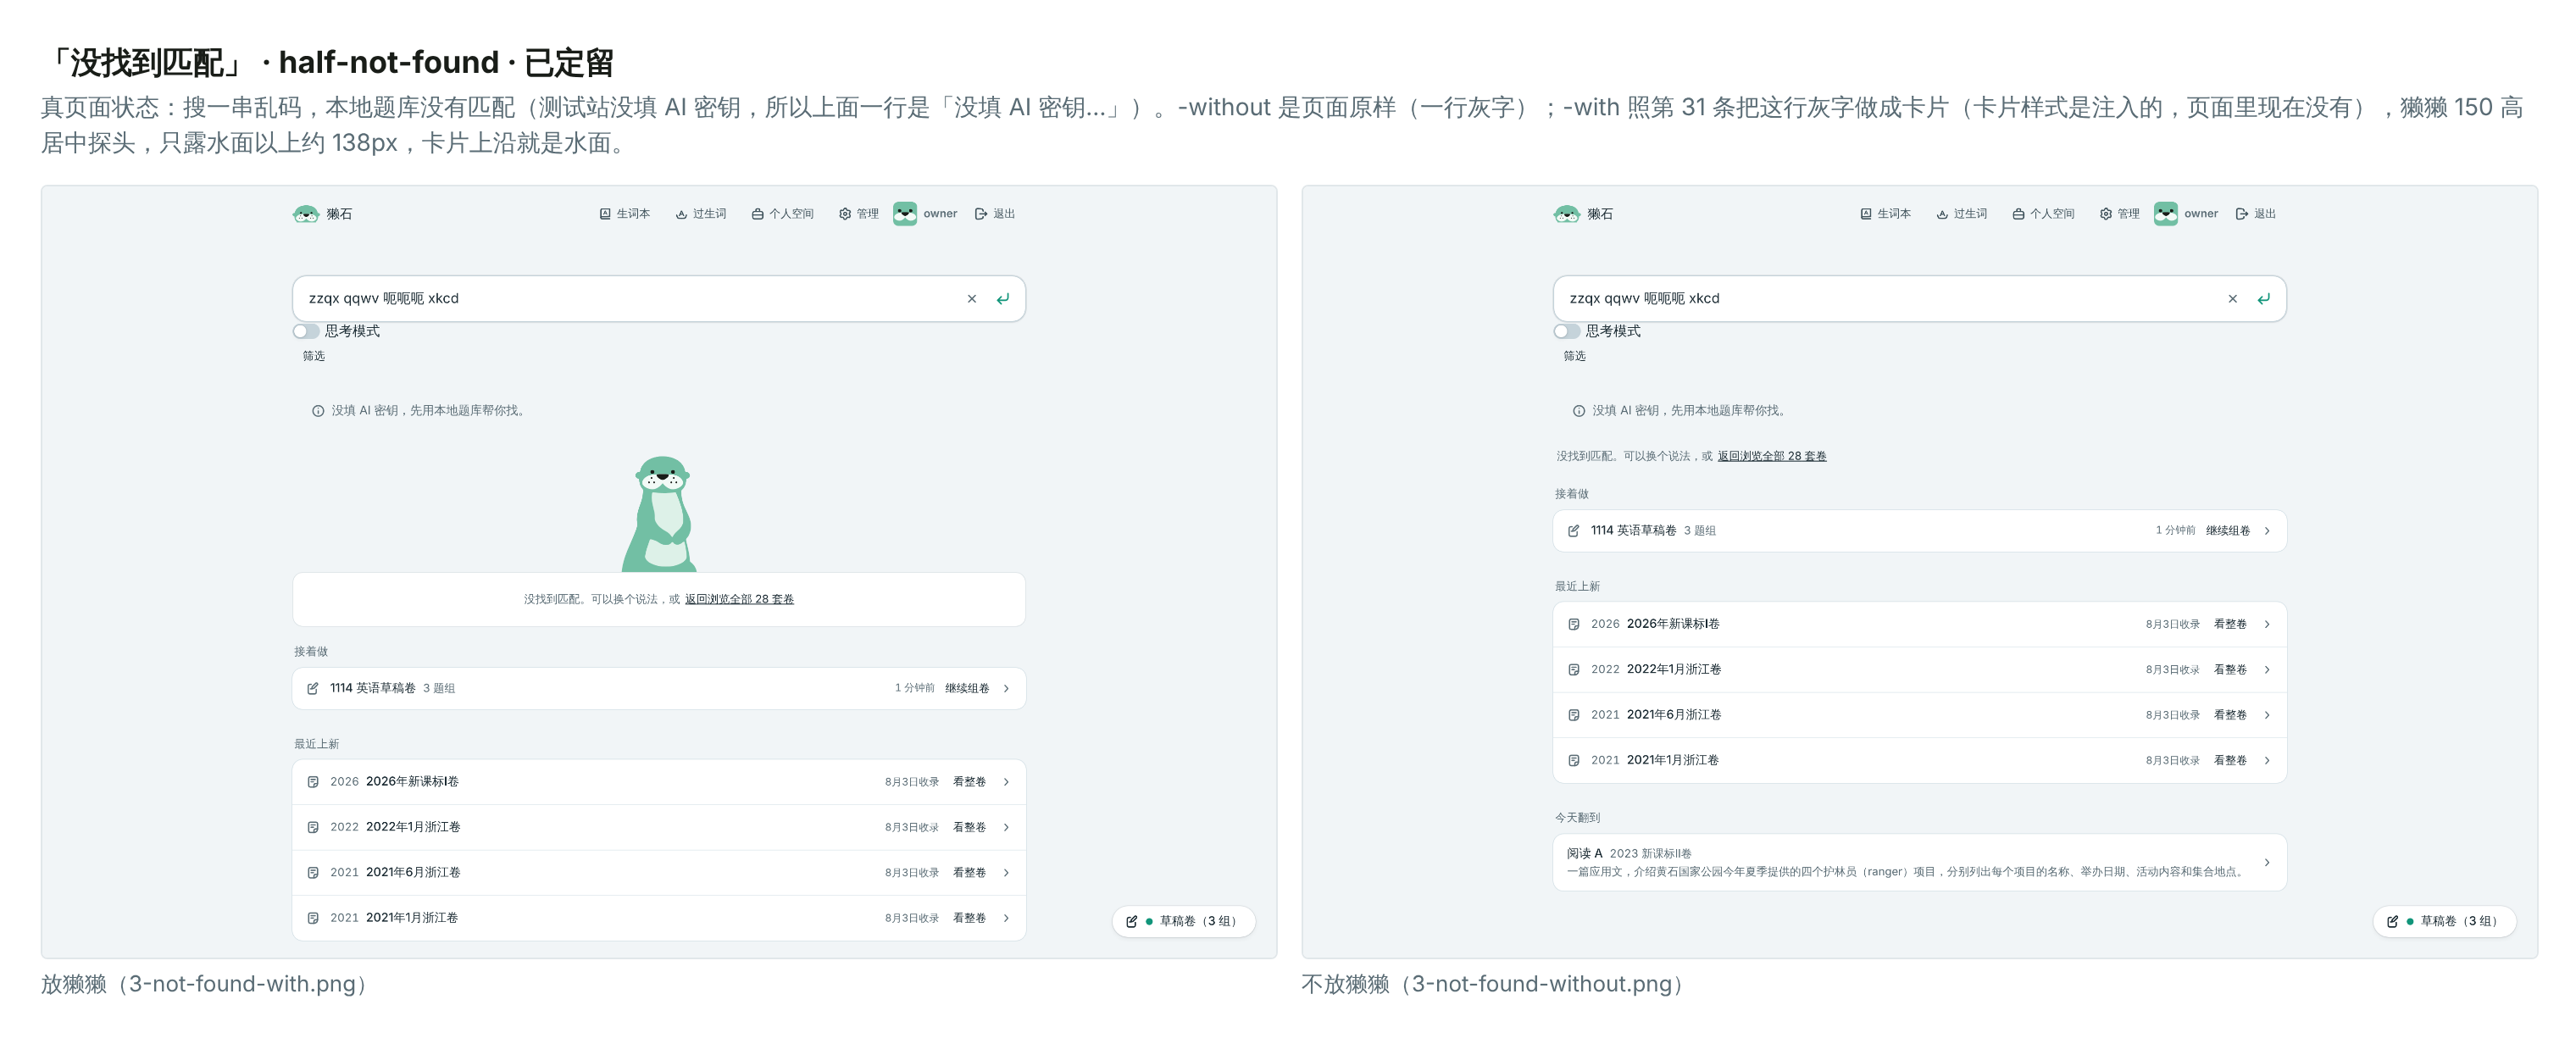 「没找到匹配」 · half-not-found · 已定留
真页面状态：搜一串乱码，本地题库没有匹配（测试站没填 AI 密钥，所以上面一行是「没填 AI 密钥…」）。-without 是页面原样（一行灰字）；-with 照第 31 条把这行灰字做成卡片（卡片样式是注入的，页面里现在没有），獭獭 150 高
居中探头，只露水面以上约 138px，卡片上沿就是水面。
獭石 生词本 过生词 个人空间 管理 owner 退出
zzqx qqwv 呃呃呃 xkcd
思考模式
筛选
没填 AI 密钥，先用本地题库帮你找。
没找到匹配。可以换个说法，或 返回浏览全部 28 套卷
接着做
1114 英语草稿卷 3 题组 1 分钟前 继续组卷
最近上新
2026 2026年新课标I卷 8月3日收录 看整卷
2022 2022年1月浙江卷 8月3日收录 看整卷
2021 2021年6月浙江卷 8月3日收录 看整卷
2021 2021年1月浙江卷 8月3日收录 看整卷
草稿卷（3 组）
放獭獭（3-not-found-with.png）
獭石 生词本 过生词 个人空间 管理 owner 退出
zzqx qqwv 呃呃呃 xkcd
思考模式
筛选
没填 AI 密钥，先用本地题库帮你找。
没找到匹配。可以换个说法，或 返回浏览全部 28 套卷
接着做
1114 英语草稿卷 3 题组 1 分钟前 继续组卷
最近上新
2026 2026年新课标I卷 8月3日收录 看整卷
2022 2022年1月浙江卷 8月3日收录 看整卷
2021 2021年6月浙江卷 8月3日收录 看整卷
2021 2021年1月浙江卷 8月3日收录 看整卷
今天翻到
阅读 A 2023 新课标II卷
一篇应用文，介绍黄石国家公园今年夏季提供的四个护林员（ranger）项目，分别列出每个项目的名称、举办日期、活动内容和集合地点。
草稿卷（3 组）
不放獭獭（3-not-found-without.png）